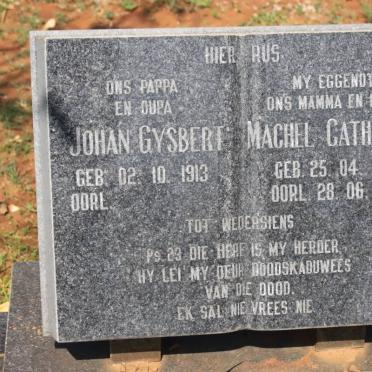 HIER RUS
ONS PAPPA
EN OUPA
JOHAN GYSBERT
GEB. 02. 10. 1913
OORL.
MY EGGENOT
ONS MAMMA EN
MACHEL CATH
GEB. 25. 04.
OORL. 28. 06.
TOT WEDERSIENS
PS. 23 DIE HERE IS MY HERDER,
HY LEI MY DEUR DOODSKADUWEES
VAN DIE DOOD.
EK SAL NIE VREES NIE